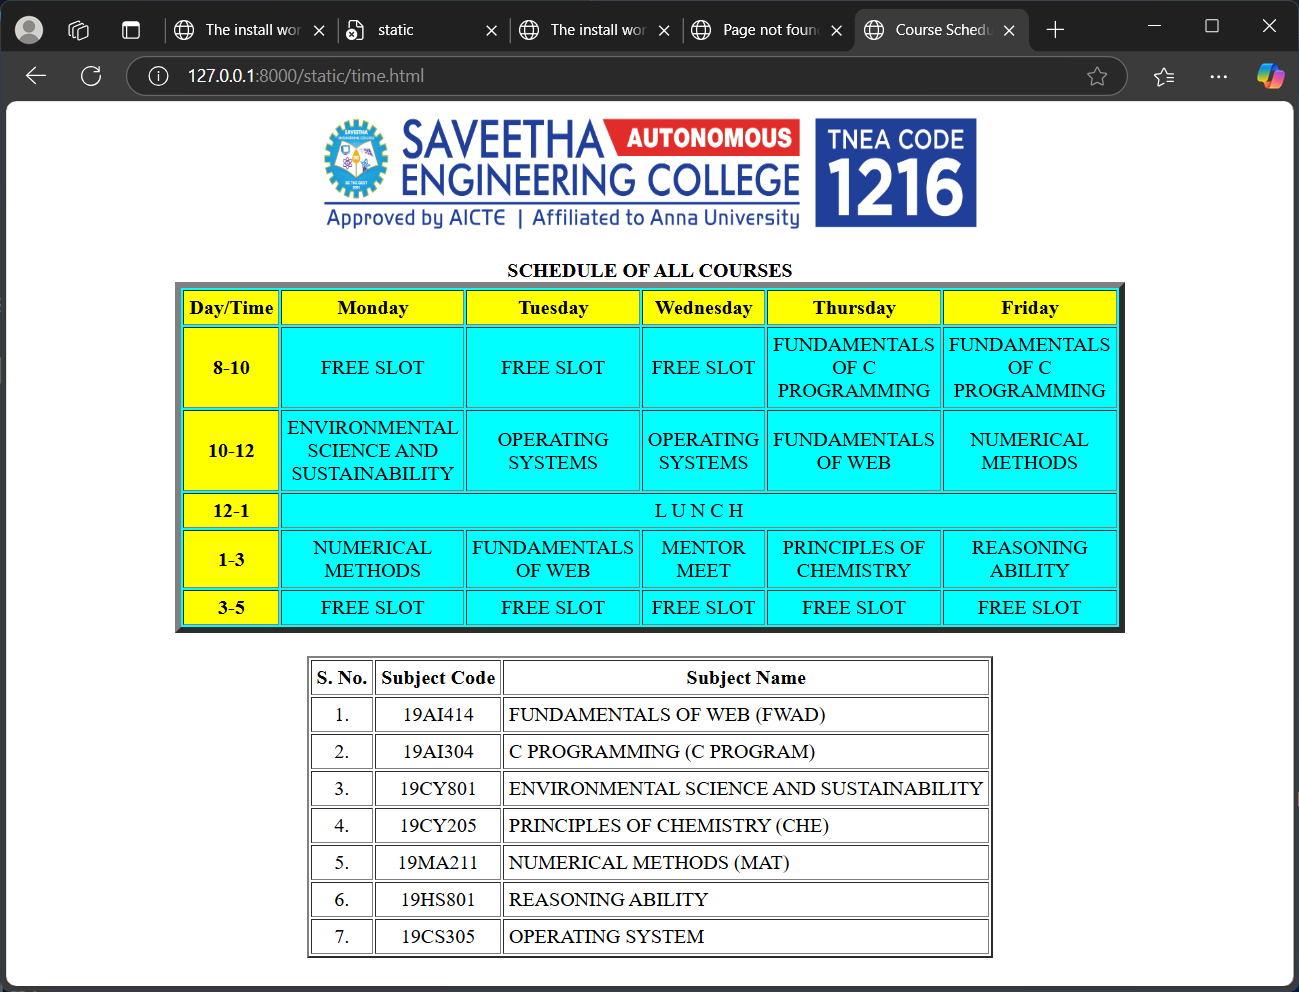 The install wor
static
The install wor
Page not foun
Course Schedu
127.0.0.1:8000/static/time.html
SAVEETHA AUTONOMOUS
ENGINEERING COLLEGE
Approved by AICTE | Affiliated to Anna University
TNEA CODE
1216
SCHEDULE OF ALL COURSES
Day/Time Monday Tuesday Wednesday Thursday Friday
8-10 FREE SLOT FREE SLOT FREE SLOT FUNDAMENTALS OF C PROGRAMMING FUNDAMENTALS OF C PROGRAMMING
10-12 ENVIRONMENTAL SCIENCE AND SUSTAINABILITY OPERATING SYSTEMS OPERATING SYSTEMS FUNDAMENTALS OF WEB NUMERICAL METHODS
12-1 L U N C H
1-3 NUMERICAL METHODS FUNDAMENTALS OF WEB MENTOR MEET PRINCIPLES OF CHEMISTRY REASONING ABILITY
3-5 FREE SLOT FREE SLOT FREE SLOT FREE SLOT FREE SLOT
S. No. Subject Code Subject Name
1. 19AI414 FUNDAMENTALS OF WEB (FWAD)
2. 19AI304 C PROGRAMMING (C PROGRAM)
3. 19CY801 ENVIRONMENTAL SCIENCE AND SUSTAINABILITY
4. 19CY205 PRINCIPLES OF CHEMISTRY (CHE)
5. 19MA211 NUMERICAL METHODS (MAT)
6. 19HS801 REASONING ABILITY
7. 19CS305 OPERATING SYSTEM